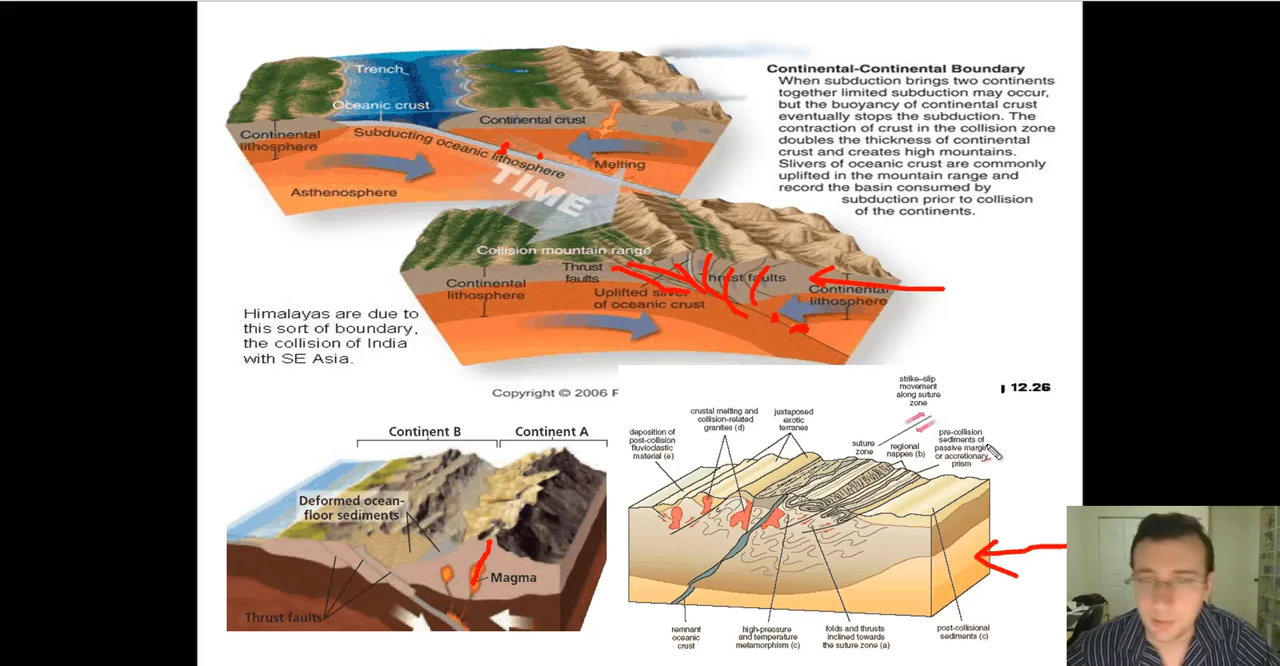 Continental-Continental Boundary
When subduction brings two continents
together limited subduction may occur,
but the buoyancy of continental crust
eventually stops the subduction. The
contraction of crust in the collision zone
doubles the thickness of continental
crust and creates high mountains.
Slivers of oceanic crust are commonly
uplifted in the mountain range and
record the basin consumed by
subduction prior to collision
of the continents.
Trench
Oceanic crust
Continental crust
Continental
lithosphere
Subducting oceanic lithosphere
Melting
Asthenosphere
TIME
Collision mountain range
Thrust
faults
Thrust faults
Continental
lithosphere
Uplifted sliver
of oceanic crust
Continental
lithosphere
Himalayas are due to
this sort of boundary,
the collision of India
with SE Asia.
Copyright © 2006
12.26
Continent B
Continent A
Deformed ocean-
floor sediments
Magma
Thrust faults
strike–slip
movement
along suture
zone
crustal melting and
collision-related
granites (d)
juxtaposed
exotic
terranes
deposition of
post-collision
fluvioclastic
material (e)
suture
zone
regional
nappes (b)
pre-collision
sediments of
passive margin
or accretionary
prism
remnant
oceanic
crust
high-pressure
and temperature
metamorphism (c)
folds and thrusts
inclined towards
the suture zone (a)
post-collisional
sediments (c)